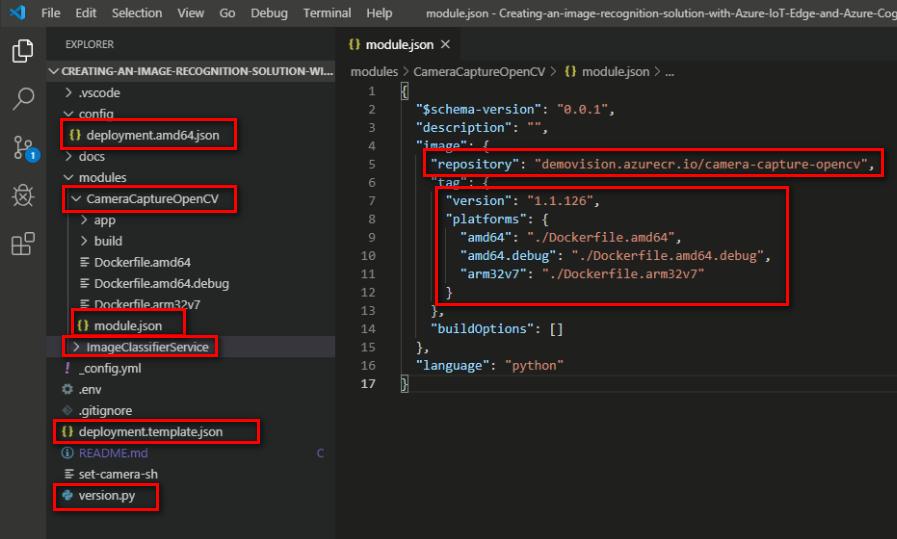 File Edit Selection View Go Debug Terminal Help module.json - Creating-an-image-recognition-solution-with-Azure-IoT-Edge-and-Azure-Cog
EXPLORER
CREATING-AN-IMAGE-RECOGNITION-SOLUTION-WI...
.vscode
config
{} deployment.amd64.json
docs
modules
CameraCaptureOpenCV
app
build
Dockerfile.amd64
Dockerfile.amd64.debug
Dockerfile.arm32v7
{} module.json
ImageClassifierService
! _config.yml
.env
.gitignore
{} deployment.template.json
README.md C
set-camera-sh
version.py
1
{} module.json ×
modules > CameraCaptureOpenCV > {} module.json > ...
1 {
2 "$schema-version": "0.0.1",
3 "description": "",
4 "image": {
5 "repository": "demovision.azurecr.io/camera-capture-opencv",
6 "tag": {
7 "version": "1.1.126",
8 "platforms": {
9 "amd64": "./Dockerfile.amd64",
10 "amd64.debug": "./Dockerfile.amd64.debug",
11 "arm32v7": "./Dockerfile.arm32v7"
12 }
13 },
14 "buildOptions": []
15 },
16 "language": "python"
17 }